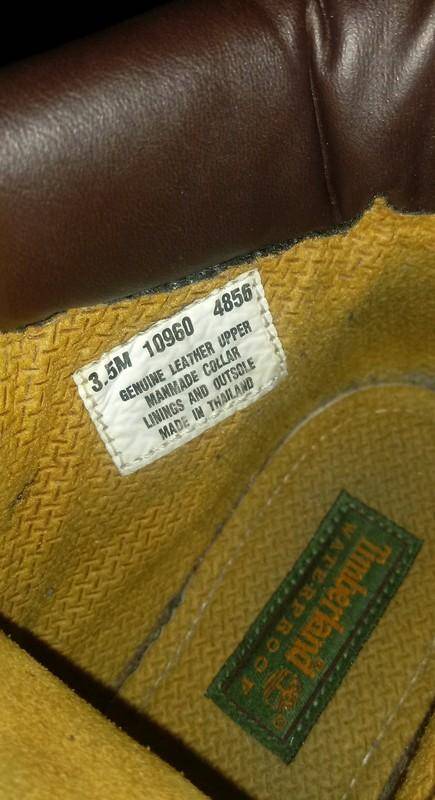 3.5M 10960 4856
GENUINE LEATHER UPPER
MANMADE COLLAR
LININGS AND OUTSOLE
MADE IN THAILAND
Timberland
WATERPROOF